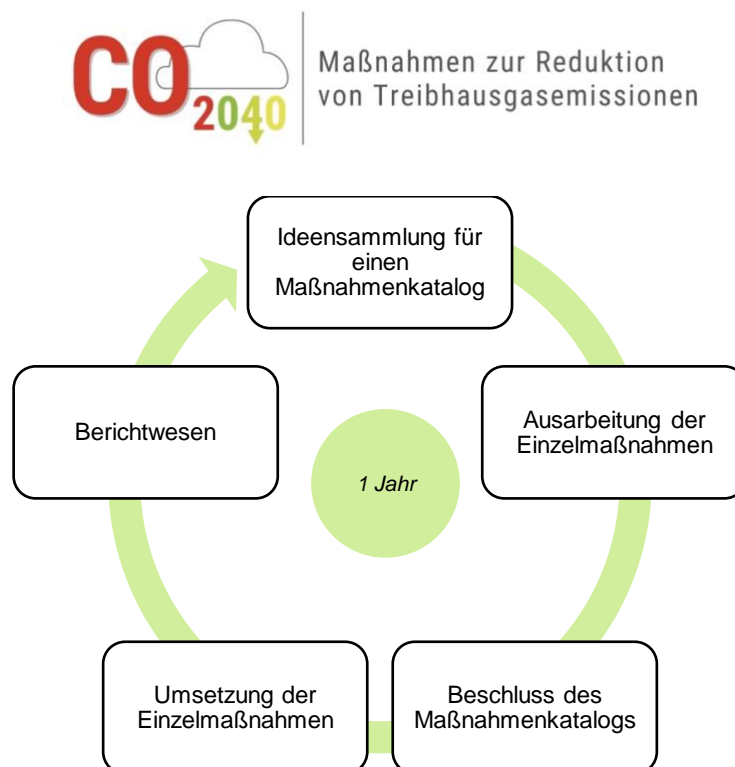 CO
2040
Maßnahmen zur Reduktion
von Treibhausgasemissionen
Ideensammlung für
einen
Maßnahmenkatalog
Ausarbeitung der
Einzelmaßnahmen
Beschluss des
Maßnahmenkatalogs
Umsetzung der
Einzelmaßnahmen
Berichtwesen
1 Jahr